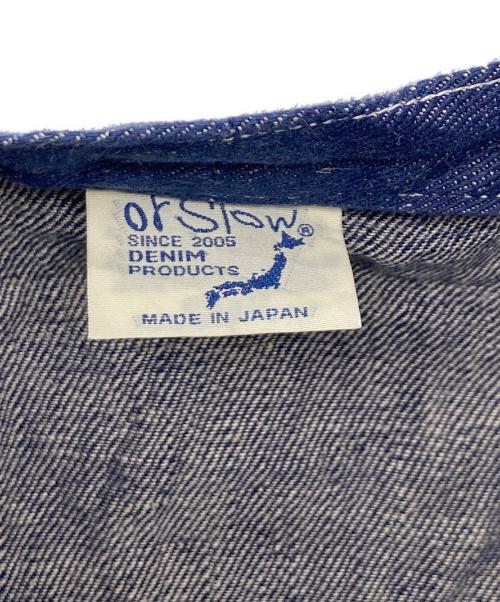 orslow®
SINCE 2005
DENIM
PRODUCTS
MADE IN JAPAN